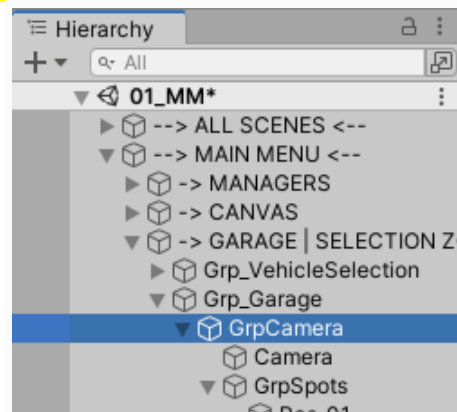 Hierarchy
All
01_MM*
--> ALL SCENES <--
--> MAIN MENU <--
-> MANAGERS
-> CANVAS
-> GARAGE | SELECTION Z
Grp_VehicleSelection
Grp_Garage
GrpCamera
Camera
GrpSpots